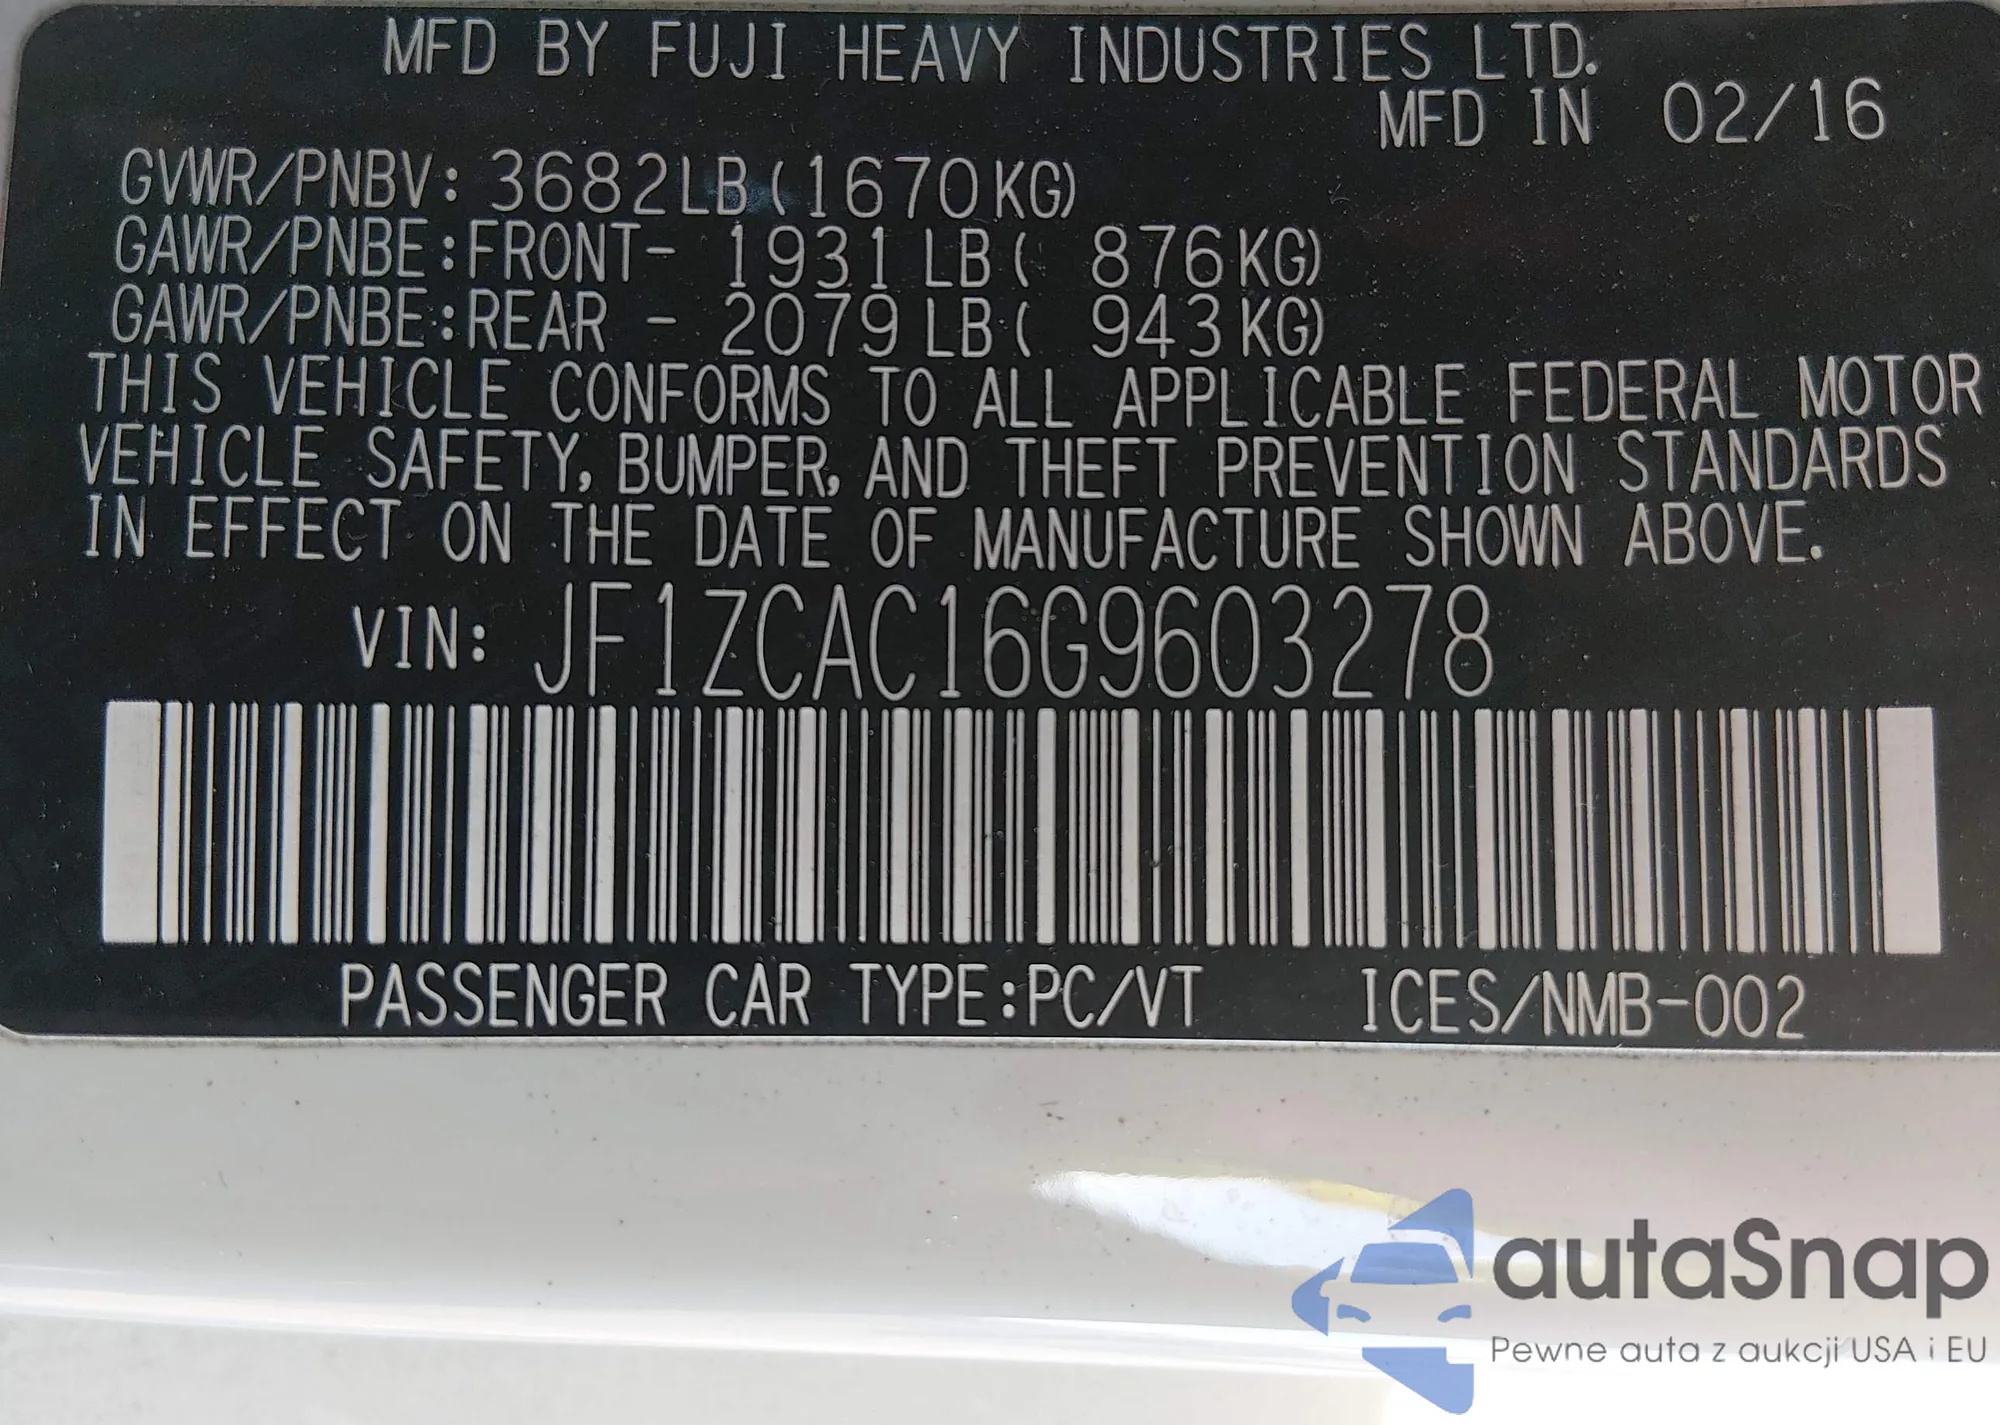 MFD BY FUJI HEAVY INDUSTRIES LTD.
MFD IN 02/16
GVWR/PNBV: 3682LB(1670KG)
GAWR/PNBE:FRONT- 1931LB( 876KG)
GAWR/PNBE:REAR - 2079LB( 943KG)
THIS VEHICLE CONFORMS TO ALL APPLICABLE FEDERAL MOTOR
VEHICLE SAFETY, BUMPER, AND THEFT PREVENTION STANDARDS
IN EFFECT ON THE DATE OF MANUFACTURE SHOWN ABOVE.
VIN: JF1ZCAC16G9603278
PASSENGER CAR TYPE:PC/VT ICES/NMB-002
autaSnap
Pewne auta z aukcji USA i EU